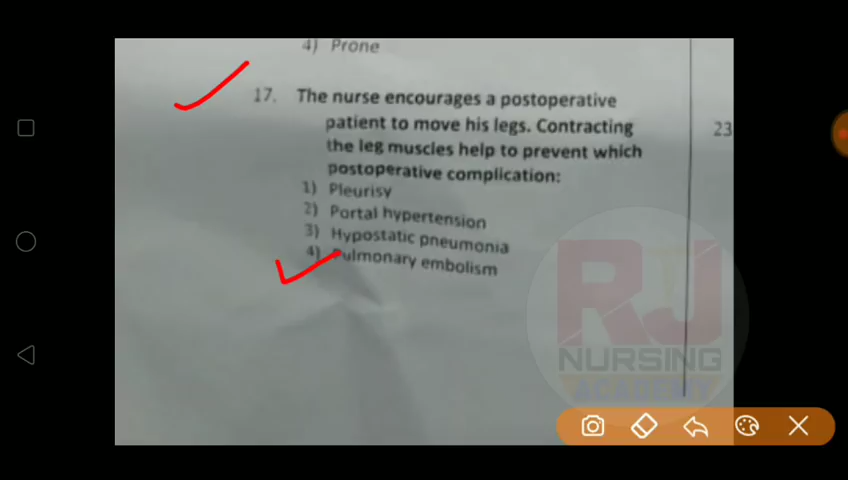 4) Prone
17. The nurse encourages a postoperative
patient to move his legs. Contracting
the leg muscles help to prevent which
postoperative complication:
1) Pleurisy
2) Portal hypertension
3) Hypostatic pneumonia
4) Pulmonary embolism
23
RJ
NURSING
ACADEMY